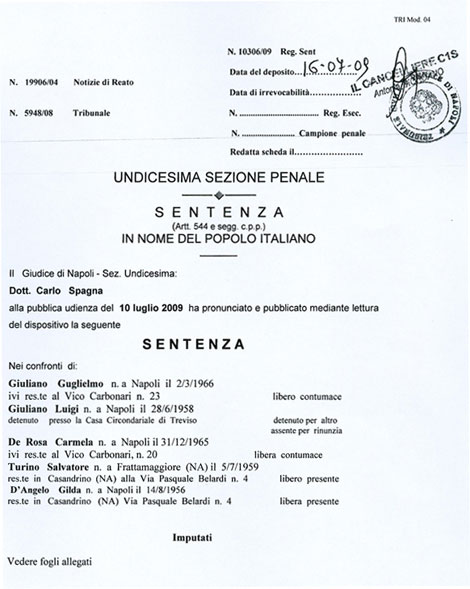 TRI Mod. 04
N. 10306/09 Reg. Sent
Data del deposito 16-07-09
N. 19906/04 Notizie di Reato
Data di irrevocabilità..................
IL CANCELLIERE C1S
N. 5948/08 Tribunale
N. ............................ Reg. Esec.
N. ....................... Campione penale
Redatta scheda il........................
TRIBUNALE DI NAPOLI
UNDICESIMA SEZIONE PENALE
SENTENZA
(Artt. 544 e segg. c.p.p.)
IN NOME DEL POPOLO ITALIANO
Il Giudice di Napoli - Sez. Undicesima:
Dott. Carlo Spagna
alla pubblica udienza del 10 luglio 2009 ha pronunciato e pubblicato mediante lettura
del dispositivo la seguente
SENTENZA
Nei confronti di:
Giuliano Guglielmo n. a Napoli il 2/3/1966
ivi res.te al Vico Carbonari n. 23 libero contumace
Giuliano Luigi n. a Napoli il 28/6/1958
detenuto presso la Casa Circondariale di Treviso detenuto per altro
assente per rinunzia
De Rosa Carmela n. a Napoli il 31/12/1965
ivi res.te al Vico Carbonari, n. 20 libera contumace
Turino Salvatore n. a Frattamaggiore (NA) il 5/7/1959
res.te in Casandrino (NA) alla Via Pasquale Belardi n. 4 libero presente
D'Angelo Gilda n. a Napoli il 14/8/1956
res.te in Casandrino (NA) Via Pasquale Belardi n. 4 libera presente
Imputati
Vedere fogli allegati